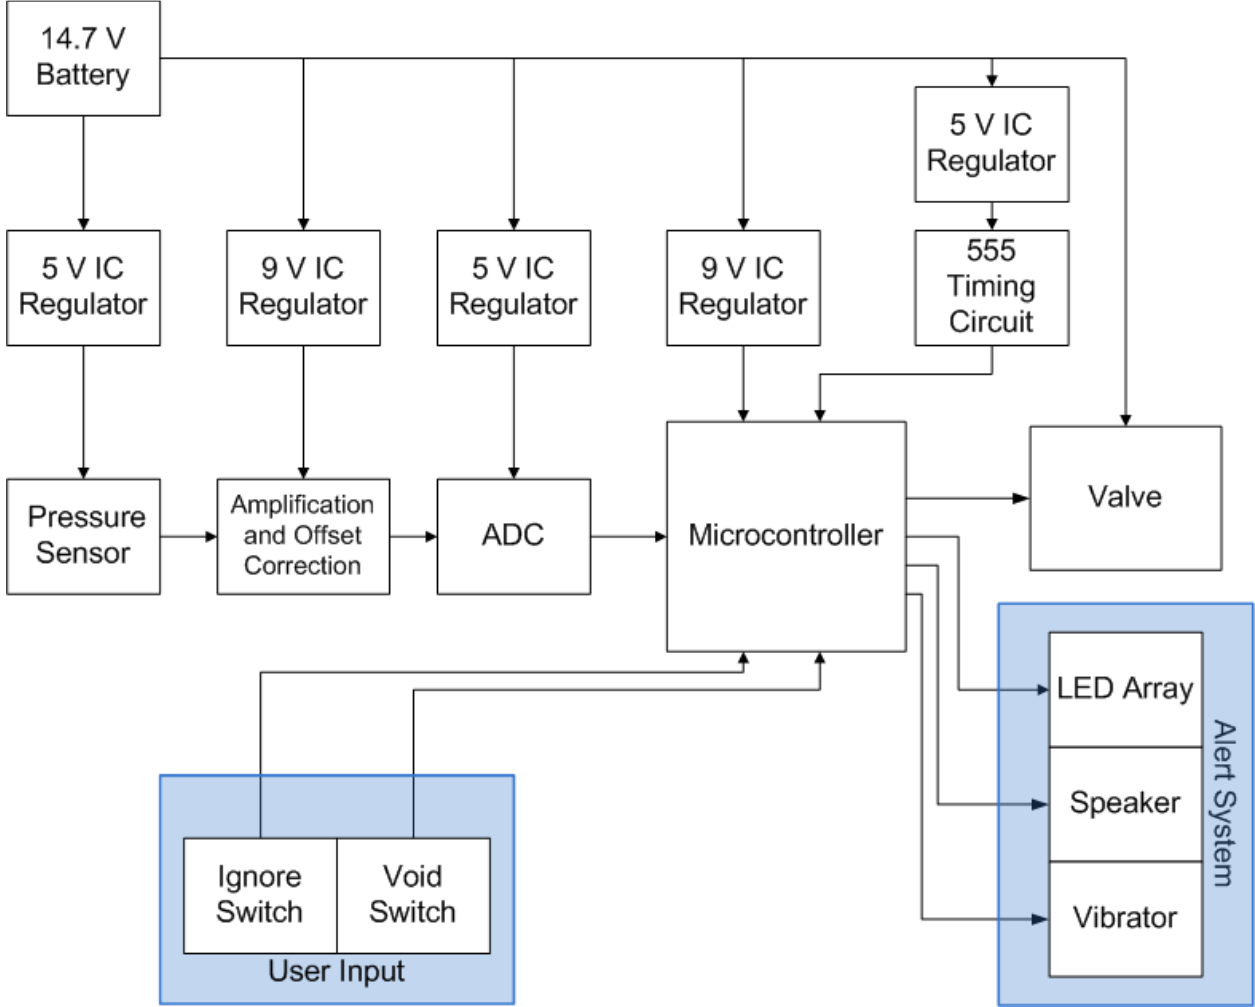 14.7 V
Battery
5 V IC
Regulator
5 V IC
Regulator
9 V IC
Regulator
5 V IC
Regulator
9 V IC
Regulator
555
Timing
Circuit
Pressure
Sensor
Amplification
and Offset
Correction
ADC
Microcontroller
Valve
LED Array
Speaker
Vibrator
Alert System
Ignore
Switch
Void
Switch
User Input